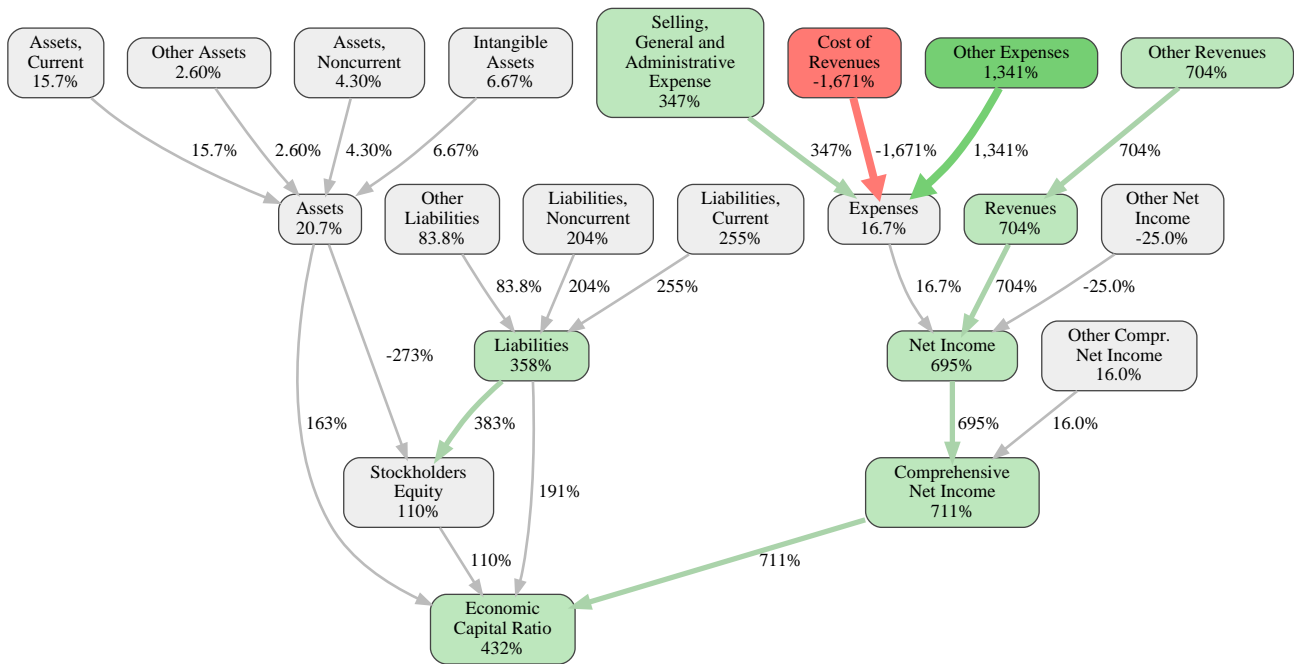 Assets,
Current
15.7%
Other Assets
2.60%
Assets,
Noncurrent
4.30%
Intangible
Assets
6.67%
Selling,
General and
Administrative
Expense
347%
Cost of
Revenues
-1,671%
Other Expenses
1,341%
Other Revenues
704%
15.7%
2.60%
4.30%
6.67%
347%
-1,671%
1,341%
704%
Assets
20.7%
Other
Liabilities
83.8%
Liabilities,
Noncurrent
204%
Liabilities,
Current
255%
Expenses
16.7%
Revenues
704%
Other Net
Income
-25.0%
83.8%
204%
255%
16.7%
704%
-25.0%
-273%
Liabilities
358%
Net Income
695%
Other Compr.
Net Income
16.0%
163%
383%
695%
16.0%
Stockholders
Equity
110%
191%
Comprehensive
Net Income
711%
110%
711%
Economic
Capital Ratio
432%